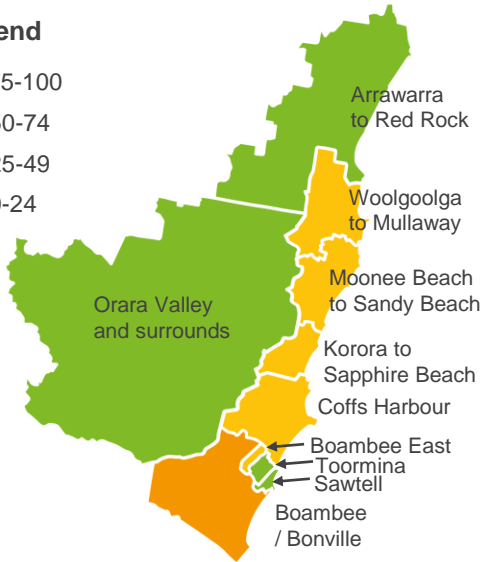 end
5-100
0-74
25-49
-24
Arrawarra
to Red Rock
Woolgoolga
to Mullaway
Moonee Beach
to Sandy Beach
Orara Valley
and surrounds
Korora to
Sapphire Beach
Coffs Harbour
Boambee East
Toormina
Sawtell
Boambee
/ Bonville